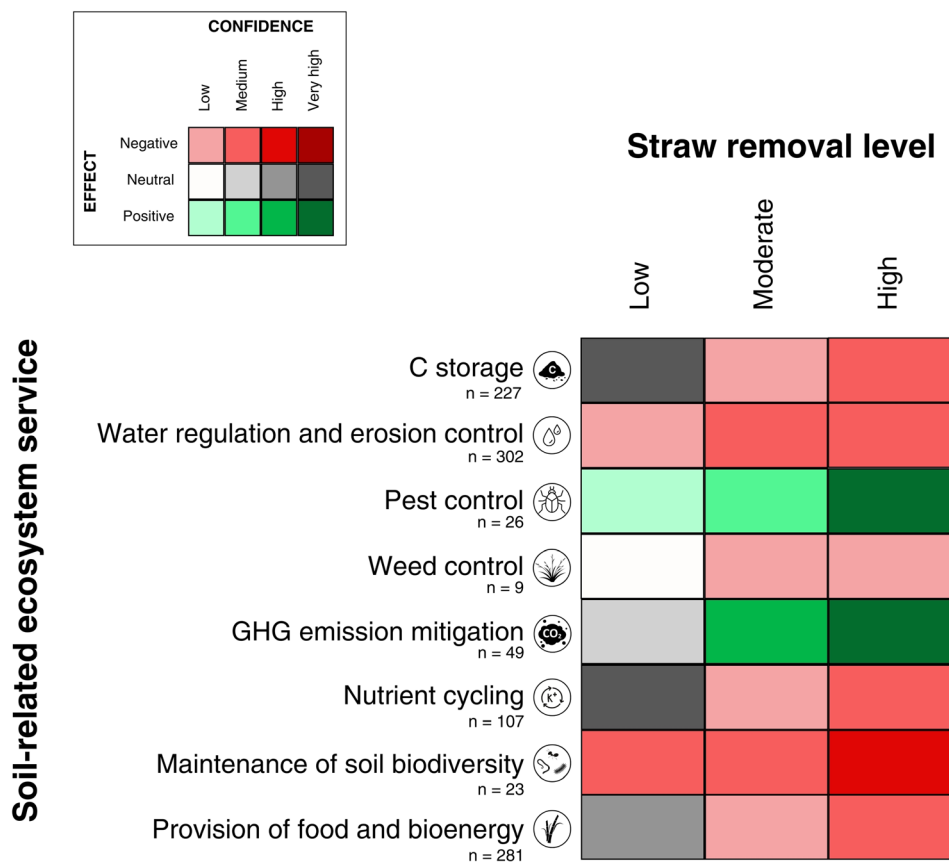 CONFIDENCE
Low
Medium
High
Very high
EFFECT
Negative
Neutral
Positive
Straw removal level
Low
Moderate
High
Soil-related ecosystem service
C storage
C
n = 227
Water regulation and erosion control
n = 302
Pest control
n = 26
Weed control
n = 9
GHG emission mitigation
CO₂
n = 49
Nutrient cycling
K+
n = 107
Maintenance of soil biodiversity
n = 23
Provision of food and bioenergy
n = 281